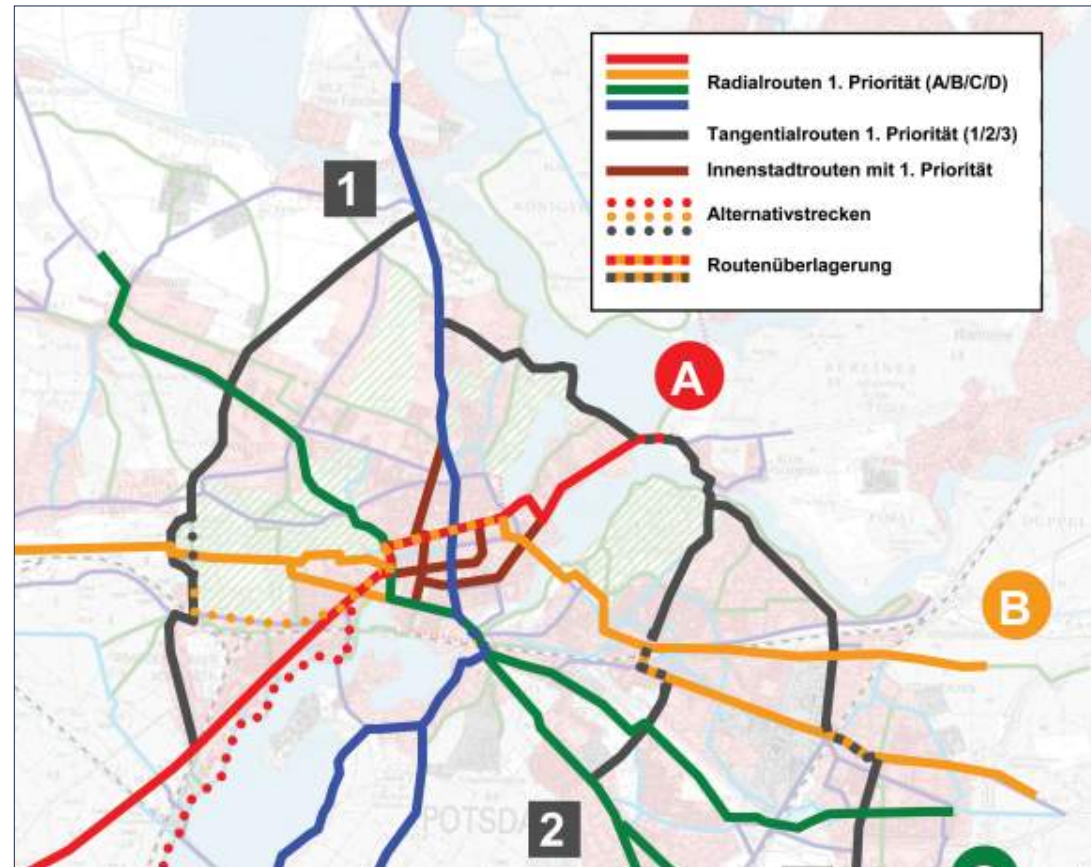 Radialrouten 1. Priorität (A/B/C/D)
Tangentialrouten 1. Priorität (1/2/3)
Innenstadtrouten mit 1. Priorität
Alternativstrecken
Routenüberlagerung
1
A
B
POTSDA
2